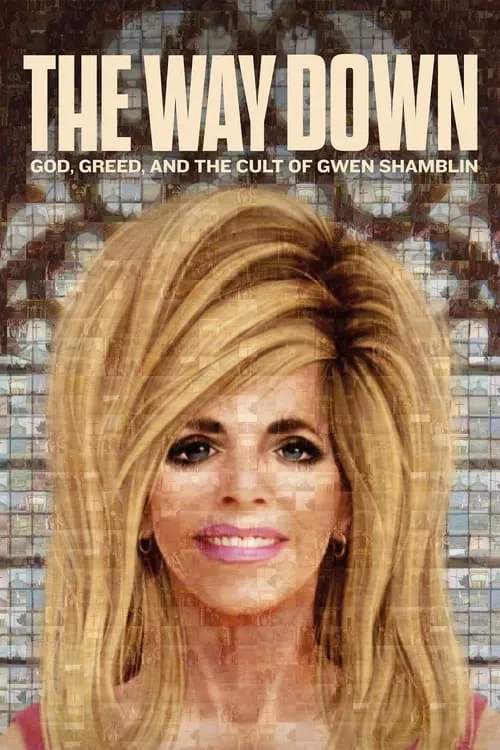 THE WAY DOWN
GOD, GREED, AND THE CULT OF GWEN SHAMBLIN